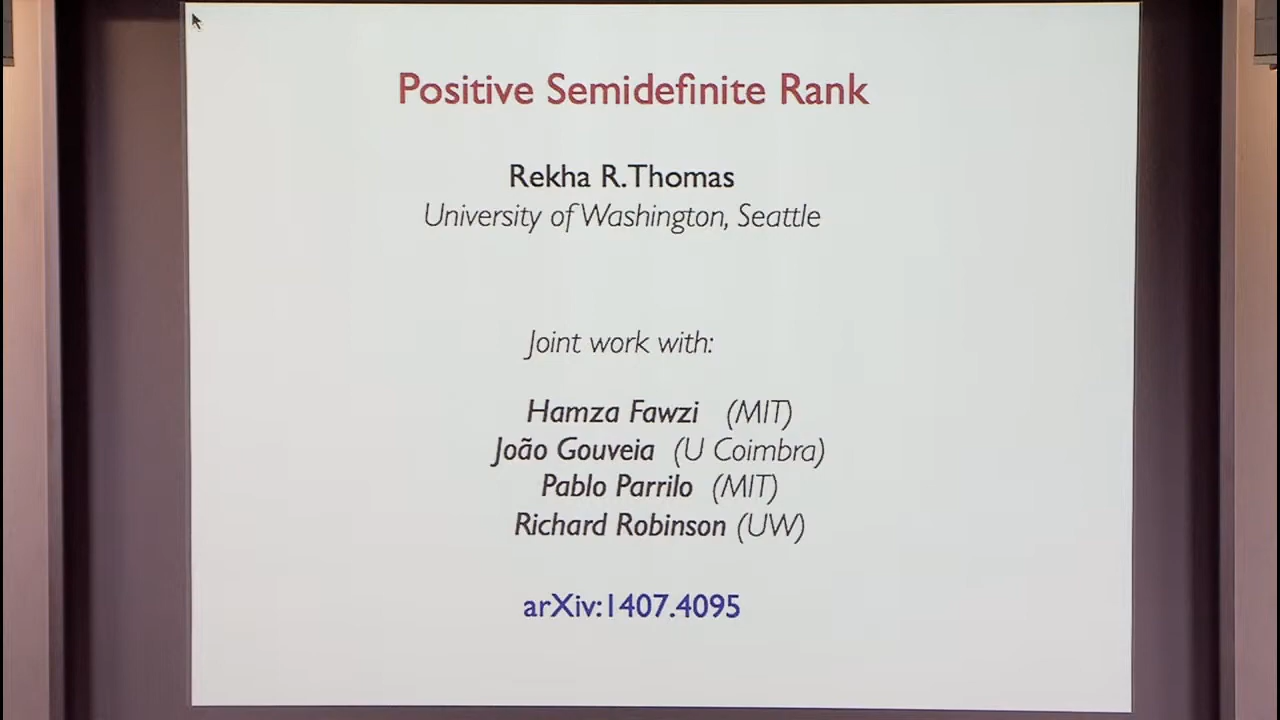 Positive Semidefinite Rank
Rekha R.Thomas
University of Washington, Seattle
Joint work with:
Hamza Fawzi (MIT)
João Gouveia (U Coimbra)
Pablo Parrilo (MIT)
Richard Robinson (UW)
arXiv:1407.4095